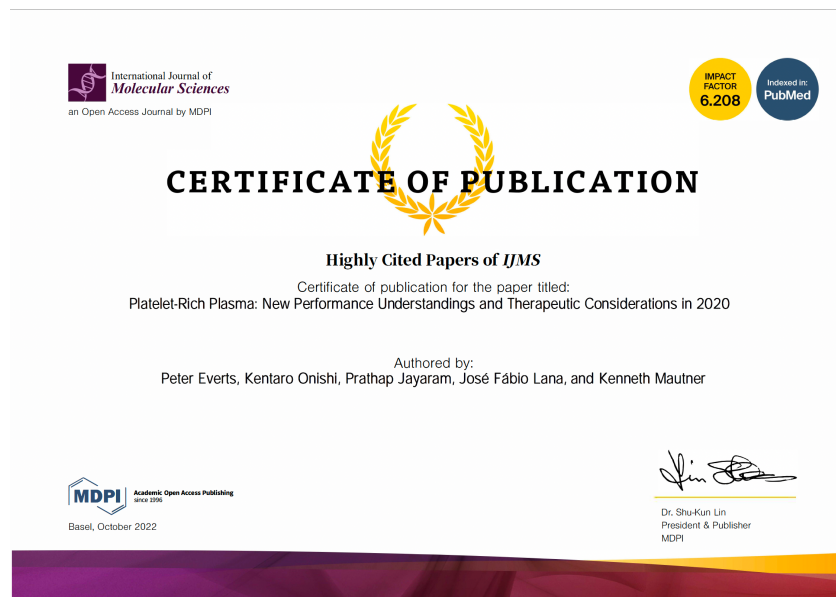 International Journal of
Molecular Sciences
an Open Access Journal by MDPI
IMPACT
FACTOR
6.208
Indexed in:
PubMed
CERTIFICATE OF PUBLICATION
Highly Cited Papers of IJMS
Certificate of publication for the paper titled:
Platelet-Rich Plasma: New Performance Understandings and Therapeutic Considerations in 2020
Authored by:
Peter Everts, Kentaro Onishi, Prathap Jayaram, José Fábio Lana, and Kenneth Mautner
MDPI
Academic Open Access Publishing
since 1996
Basel, October 2022
Dr. Shu-Kun Lin
President & Publisher
MDPI